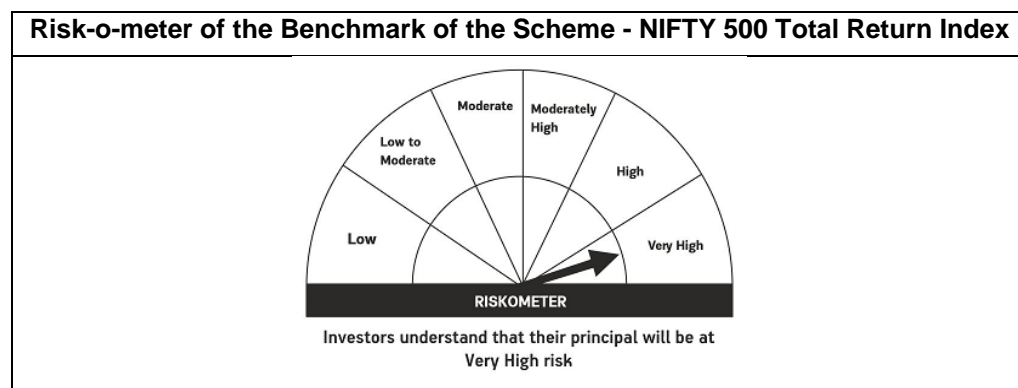 Risk-o-meter of the Benchmark of the Scheme - NIFTY 500 Total Return Index
Low
Low to
Moderate
Moderate
Moderately
High
High
Very High
RISKOMETER
Investors understand that their principal will be at
Very High risk